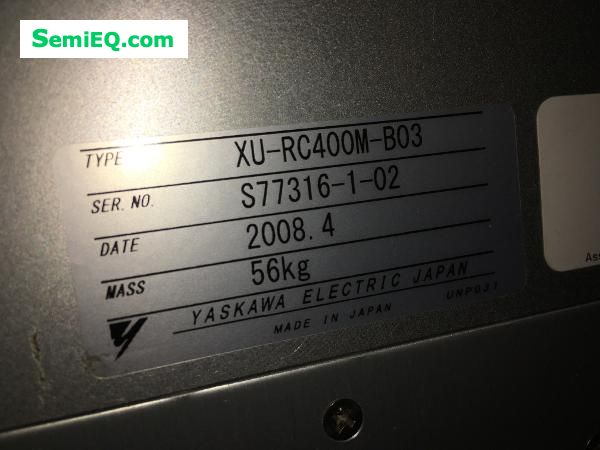 SemiEQ.com
TYPE XU-RC400M-B03
SER. NO. S77316-1-02
DATE 2008.4
MASS 56kg
YASKAWA ELECTRIC JAPAN
MADE IN JAPAN UNP031
Ass